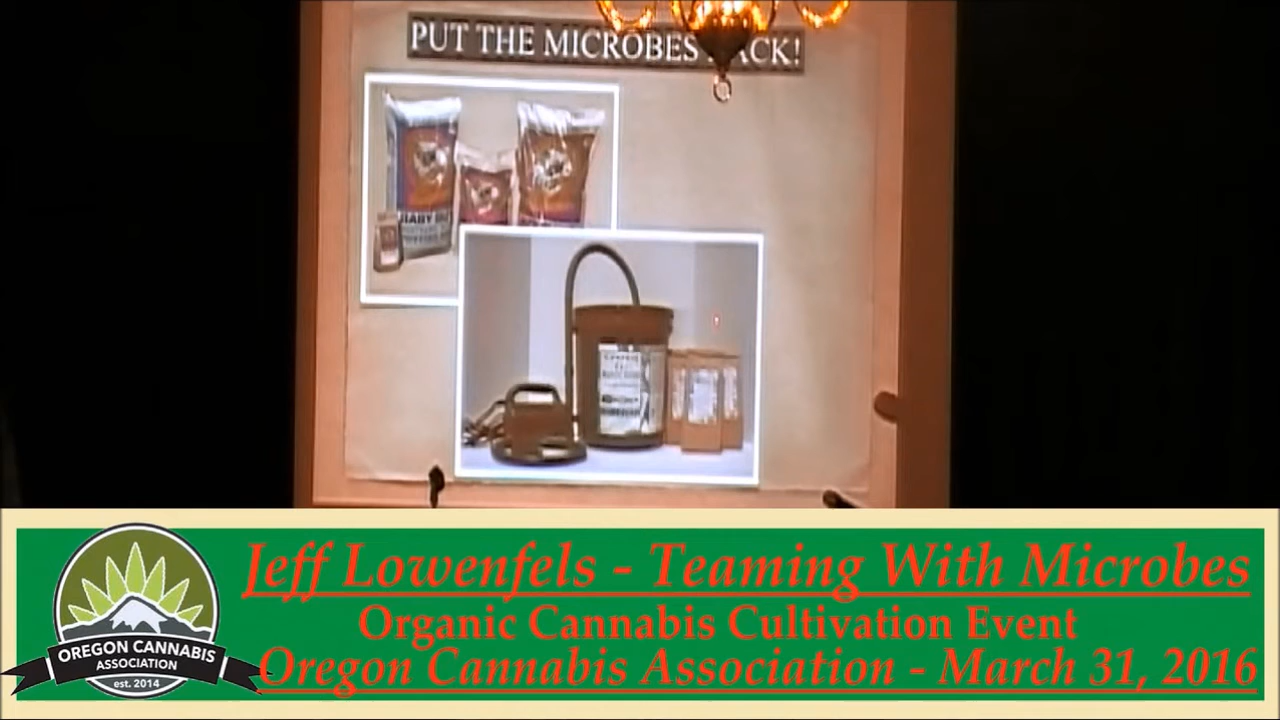 PUT THE MICROBES
Jeff Lowenfels - Teaming With Microbes
Organic Cannabis Cultivation Event
Oregon Cannabis Association - March 31, 2016
OREGON CANNABIS
ASSOCIATION
est. 2014